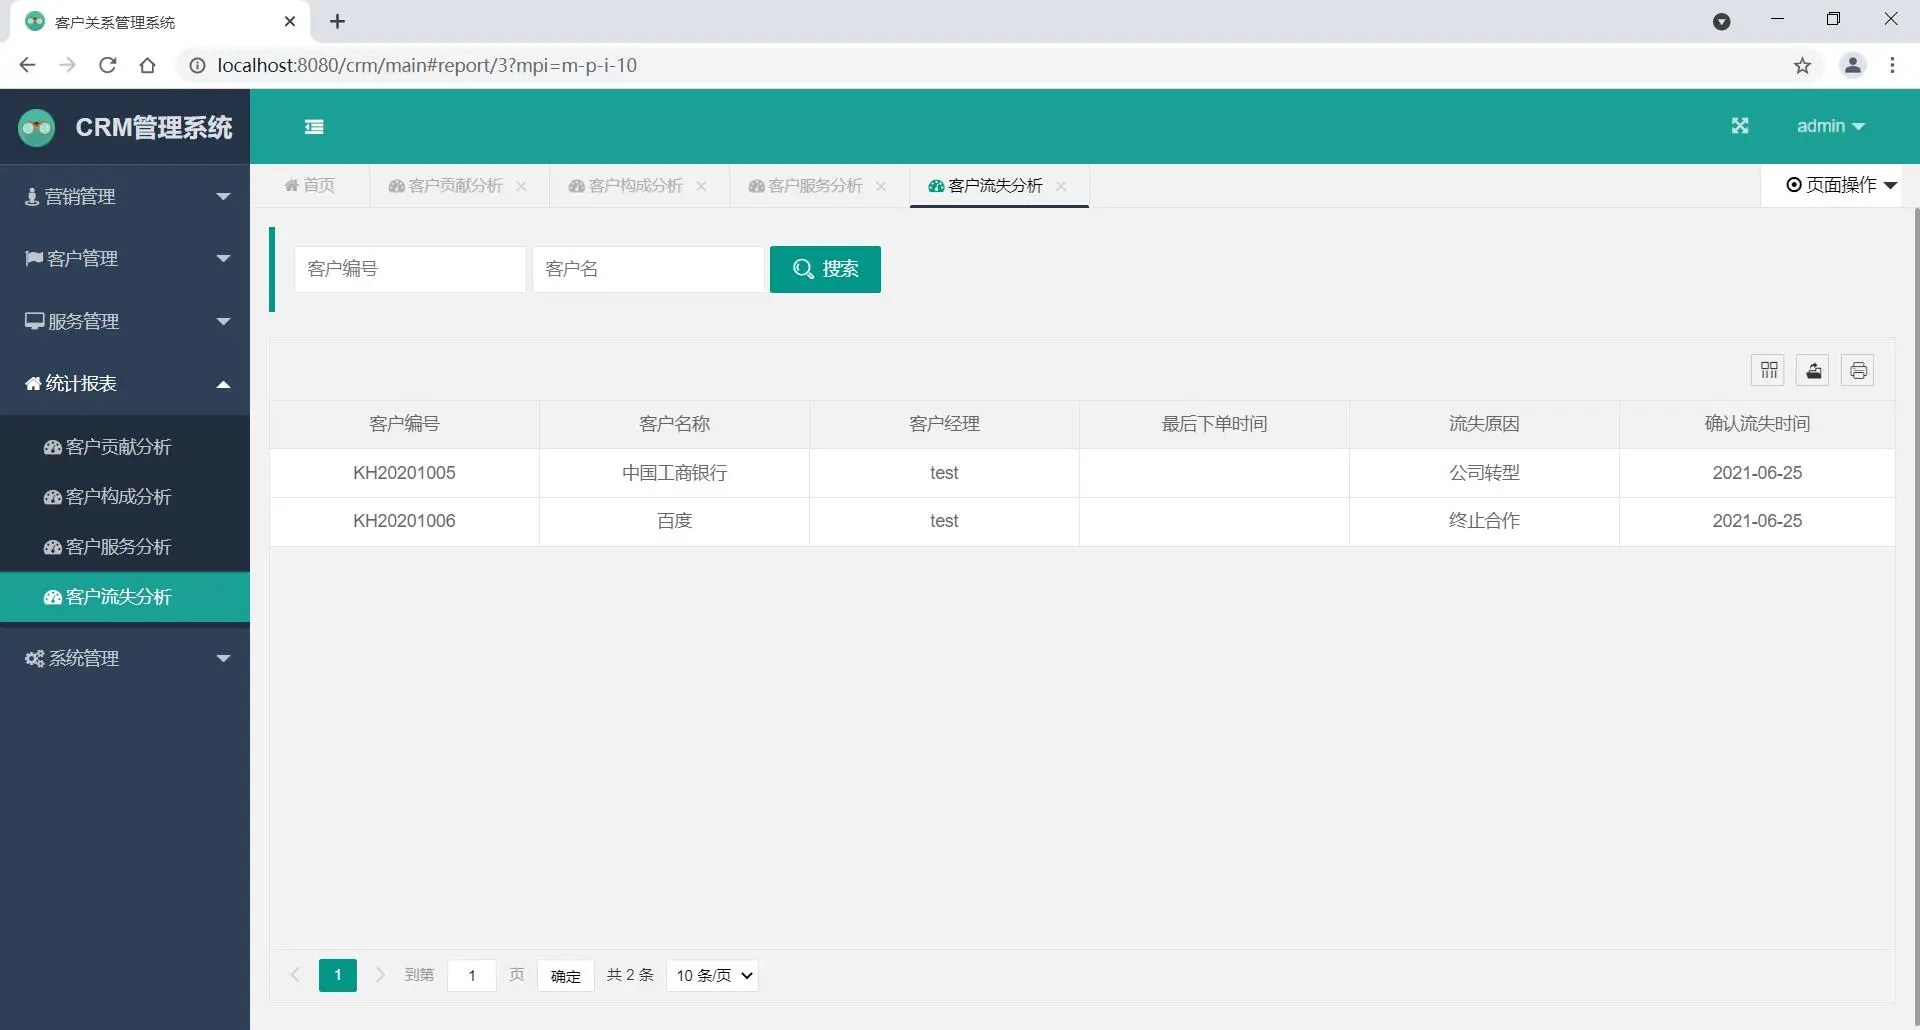 客户关系管理系统
localhost:8080/crm/main#report/3?mpi=m-p-i-10
CRM管理系统
admin
营销管理
客户管理
服务管理
统计报表
客户贡献分析
客户构成分析
客户服务分析
客户流失分析
系统管理
首页 客户贡献分析 客户构成分析 客户服务分析 客户流失分析 页面操作
客户编号 客户名 搜索
客户编号 客户名称 客户经理 最后下单时间 流失原因 确认流失时间
KH20201005 中国工商银行 test 公司转型 2021-06-25
KH20201006 百度 test 终止合作 2021-06-25
1 到第 1 页 确定 共 2 条 10 条/页